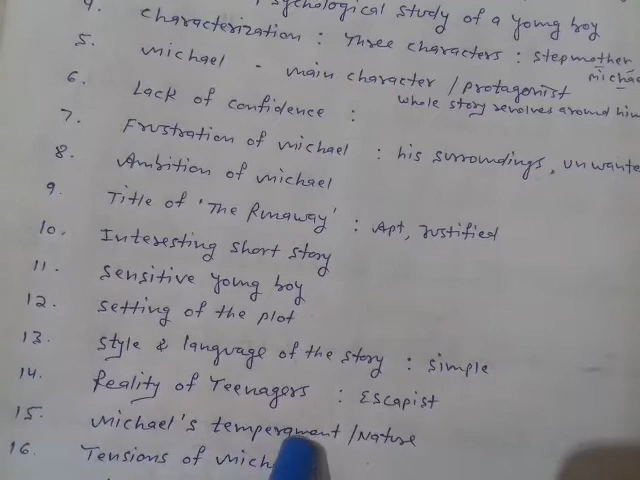 4. Psychological study of a young boy
5. Characterization : Three characters : stepmother
Michael
6. Michael - main character / protagonist
whole story revolves around him
7. Lack of confidence :
8. Frustration of Michael : his surroundings, unwanted
9. Ambition of Michael
10. Title of 'The Runaway' : Apt, Justified
11. Interesting short story
12. Sensitive young boy
13. Setting of the plot
14. Style & language of the story : simple
15. Reality of Teenagers : Escapist
16. Michael's temperament / Nature
Tensions of Mich